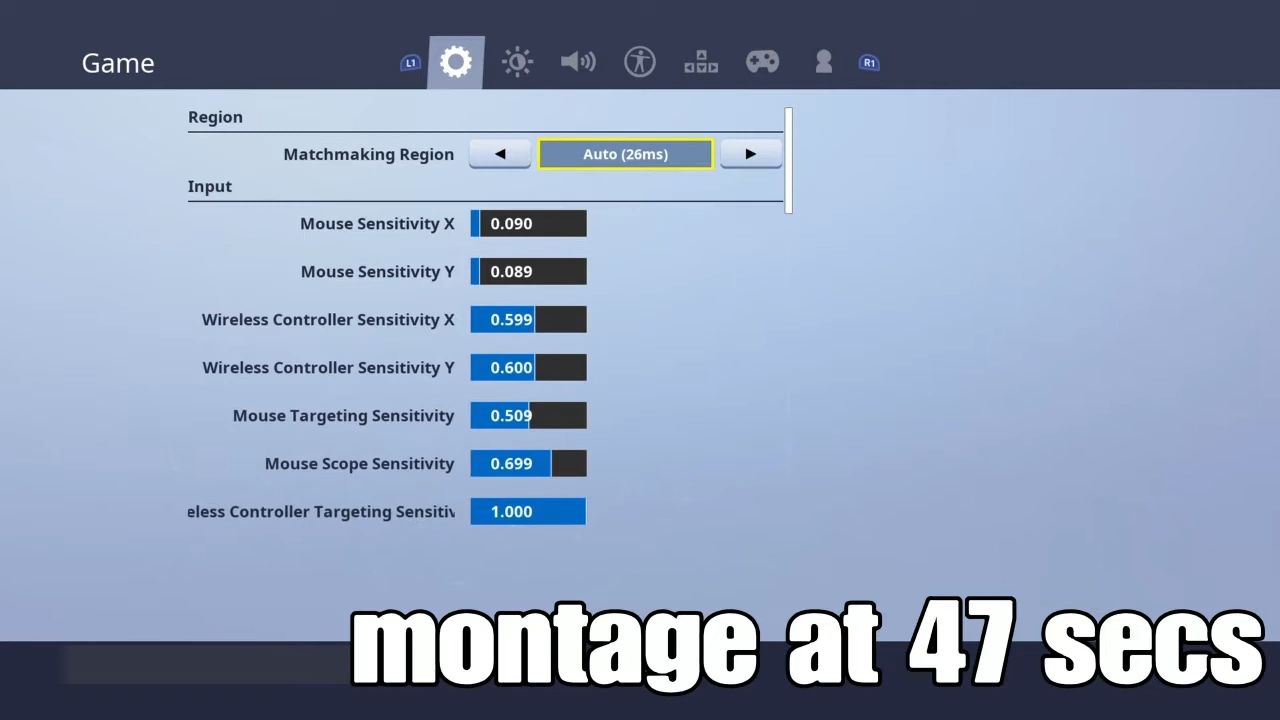 Game
L1
R1
Region
Matchmaking Region
Auto (26ms)
Input
Mouse Sensitivity X 0.090
Mouse Sensitivity Y 0.089
Wireless Controller Sensitivity X 0.599
Wireless Controller Sensitivity Y 0.600
Mouse Targeting Sensitivity 0.509
Mouse Scope Sensitivity 0.699
eless Controller Targeting Sensitiv 1.000
montage at 47 secs